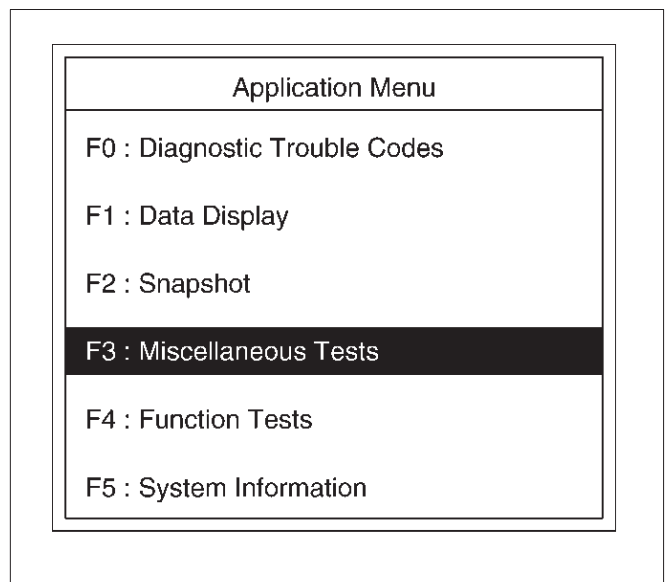 Application Menu
F0 : Diagnostic Trouble Codes
F1 : Data Display
F2 : Snapshot
F3 : Miscellaneous Tests
F4 : Function Tests
F5 : System Information